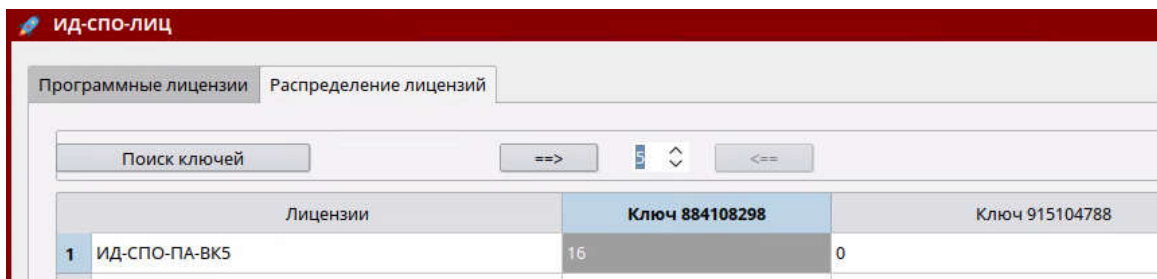 ИД-СПО-ЛИЦ
Программные лицензии Распределение лицензий
Поиск ключей ==> 5 <==
Лицензии Ключ 884108298 Ключ 915104788
1 ИД-СПО-ПА-ВК5 16 0